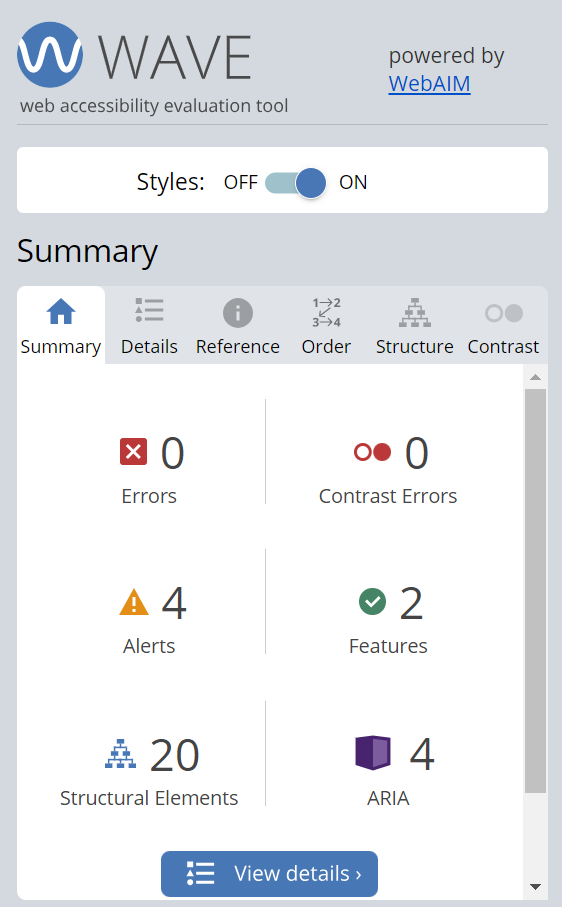 WAVE
web accessibility evaluation tool
powered by
WebAIM
Styles: OFF ON
Summary
Summary Details Reference Order Structure Contrast
1→2
3→4
0
Errors
0
Contrast Errors
4
Alerts
2
Features
20
Structural Elements
4
ARIA
View details ›